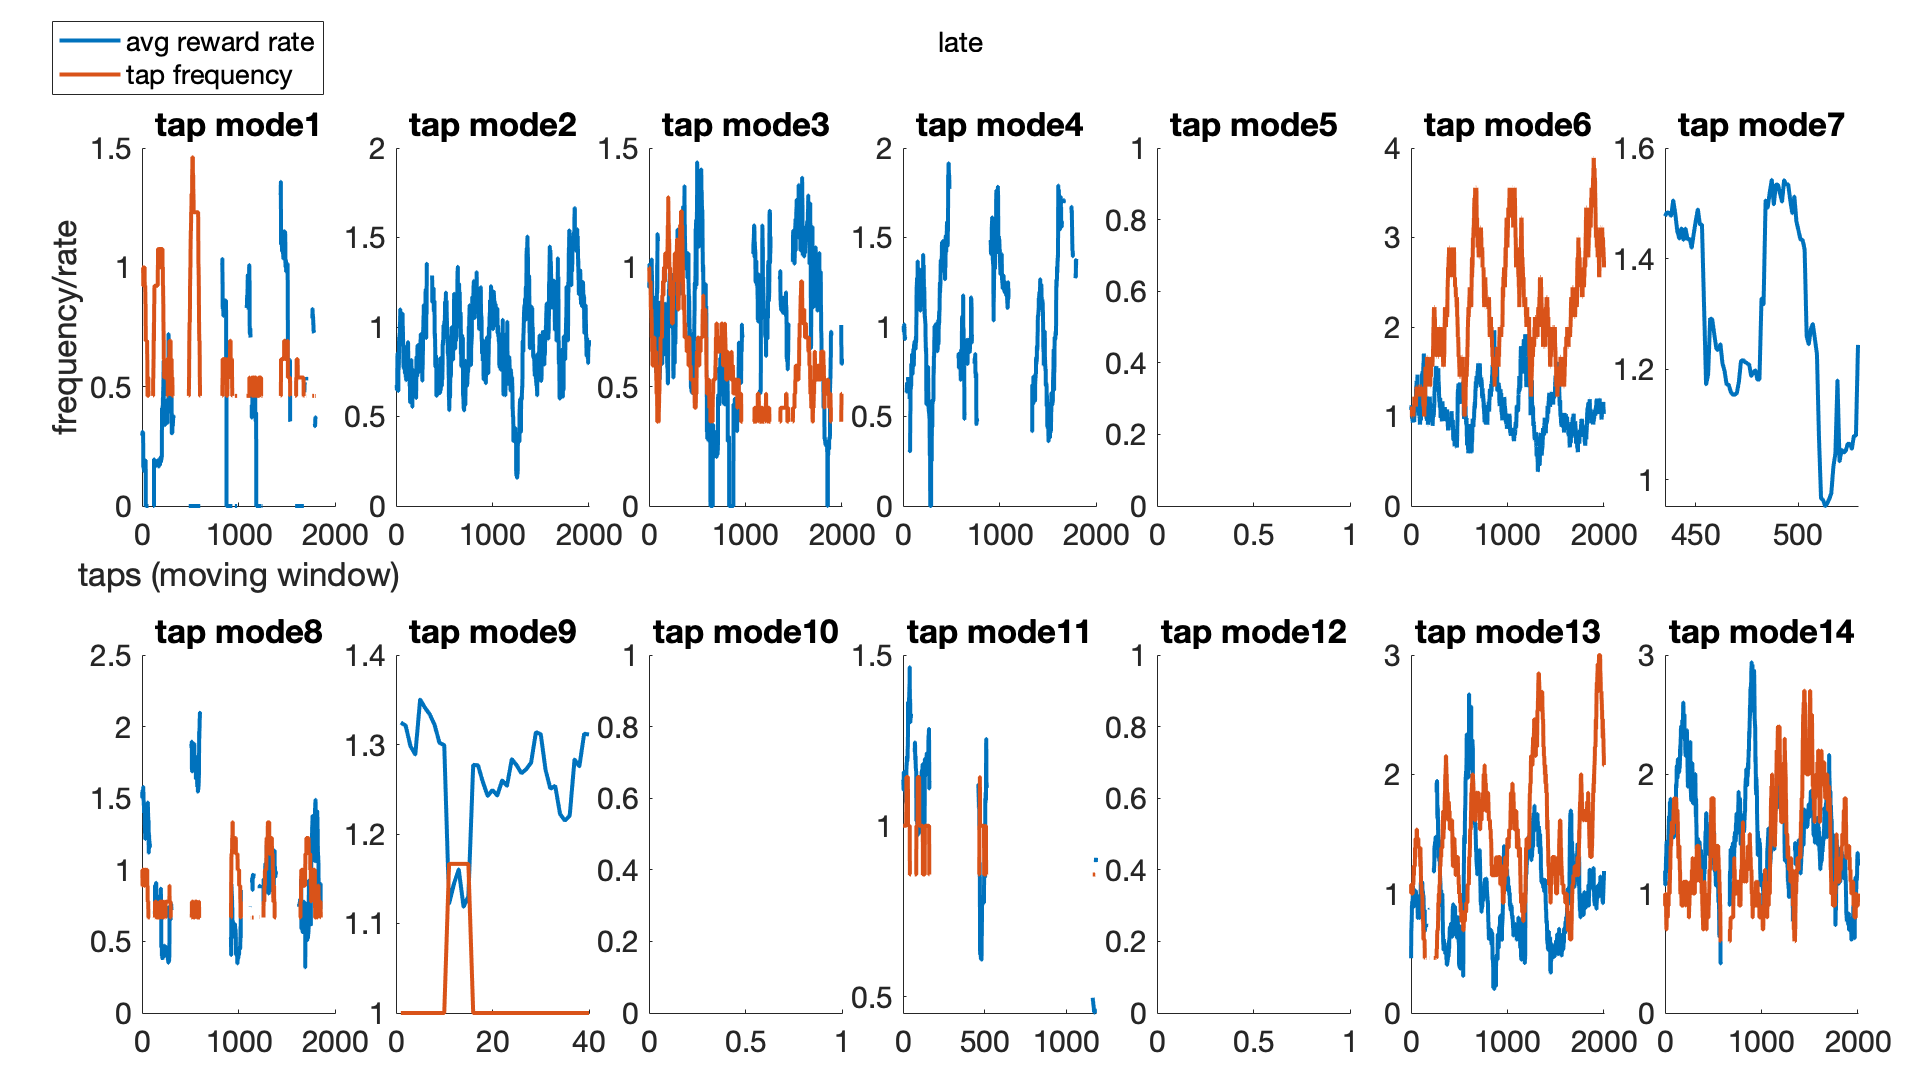 avg reward rate
tap frequency
late
tap mode1
tap mode2
tap mode3
tap mode4
tap mode5
tap mode6
tap mode7
frequency/rate
1.5
1
0.5
0
0 1000 2000
2
1.5
1
0.5
0
0 1000 2000
1.5
1
0.5
0
0 1000 2000
2
1.5
1
0.5
0
0 1000 2000
1
0.8
0.6
0.4
0.2
0
0 0.5 1
4
3
2
1
0
0 1000 2000
1.6
1.4
1.2
1
450 500
taps (moving window)
tap mode8
tap mode9
tap mode10
tap mode11
tap mode12
tap mode13
tap mode14
2.5
2
1.5
1
0.5
0
0 1000 2000
1.4
1.3
1.2
1.1
1
0 20 40
1
0.8
0.6
0.4
0.2
0
0 0.5 1
1.5
1
0.5
0 500 1000
1
0.8
0.6
0.4
0.2
0
0 0.5 1
3
2
1
0
0 1000 2000
3
2
1
0
0 1000 2000